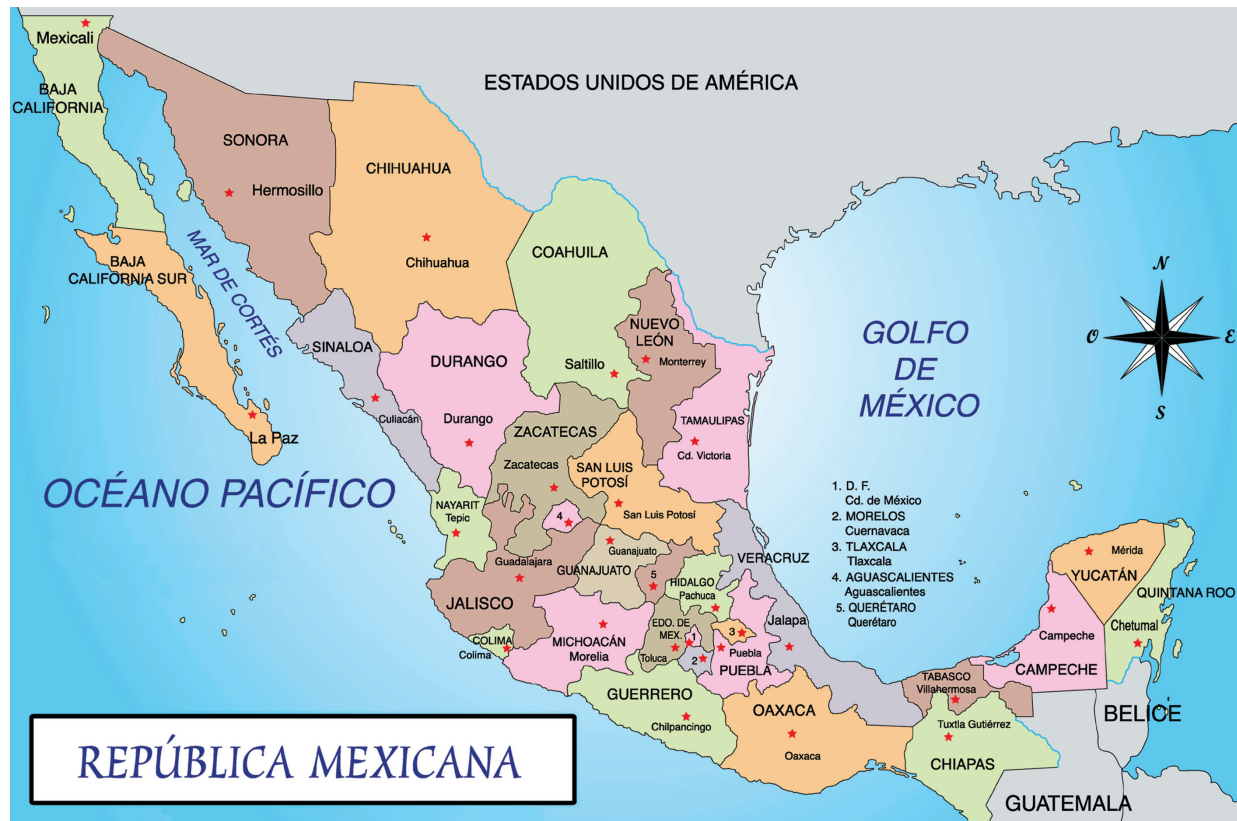 Mexicali
BAJA
CALIFORNIA
ESTADOS UNIDOS DE AMÉRICA
SONORA
Hermosillo
CHIHUAHUA
Chihuahua
COAHUILA
Saltillo
BAJA
CALIFORNIA SUR
MAR DE CORTÉS
La Paz
SINALOA
Culiacán
DURANGO
Durango
NUEVO
LEÓN
Monterrey
TAMAULIPAS
Cd. Victoria
GOLFO
DE
MÉXICO
N
O
E
S
OCÉANO PACÍFICO
ZACATECAS
Zacatecas
SAN LUIS
POTOSÍ
San Luis Potosí
NAYARIT
Tepic
4
Guadalajara
JALISCO
Guanajuato
GUANAJUATO
5
HIDALGO
Pachuca
VERACRUZ
Jalapa
COLIMA
Colima
MICHOACÁN
Morelia
EDO. DE
MEX.
Toluca
1
2
3
Puebla
PUEBLA
GUERRERO
Chilpancingo
OAXACA
Oaxaca
1. D. F.
Cd. de México
2. MORELOS
Cuernavaca
3. TLAXCALA
Tlaxcala
4. AGUASCALIENTES
Aguascalientes
5. QUERÉTARO
Querétaro
Mérida
YUCATÁN
QUINTANA ROO
Chetumal
Campeche
CAMPECHE
TABASCO
Villahermosa
Tuxtla Gutiérrez
CHIAPAS
BELICE
GUATEMALA
REPÚBLICA MEXICANA